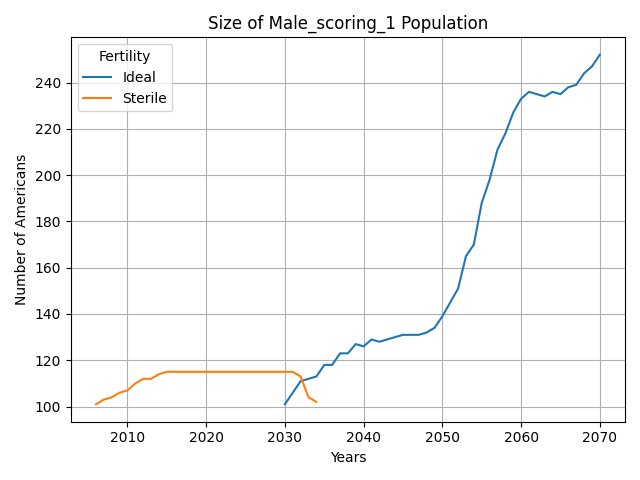 Size of Male_scoring_1 Population
Fertility
Ideal
Sterile
Number of Americans
240
220
200
180
160
140
120
100
2010 2020 2030 2040 2050 2060 2070
Years